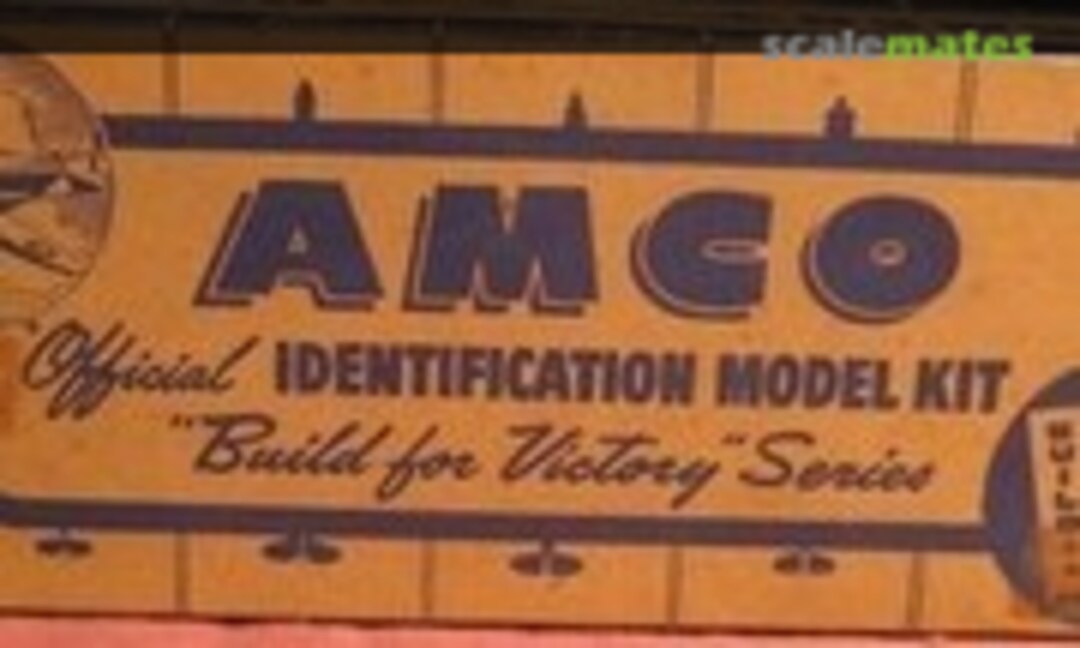 scalemates
AMCO
Official IDENTIFICATION MODEL KIT
"Build for Victory" Series